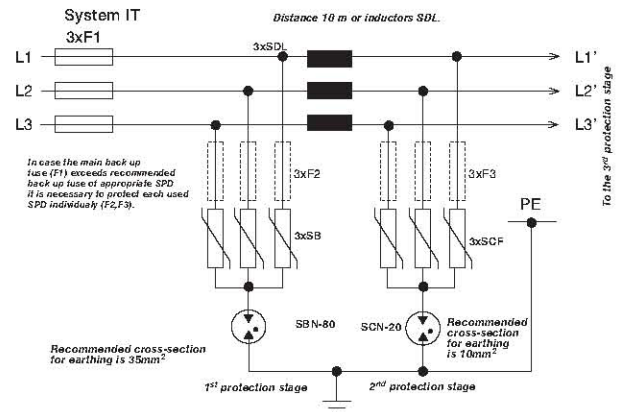 System IT
Distance 10 m or inductors SDL.
3xF1
3xSDL
L1
L1'
L2
L2'
L3
L3'
In case the main back up
fuse (F1) exceeds recommended
back up fuse of appropriate SPD
it is necessary to protect each used
SPD individualy (F2,F3).
3xF2
3xF3
To the 3rd protection stage
PE
3xSB
3xSCF
SBN-80
SCN-20
Recommended
cross-section
for earthing
is 10mm²
Recommended cross-section
for earthing is 35mm²
1st protection stage
2nd protection stage